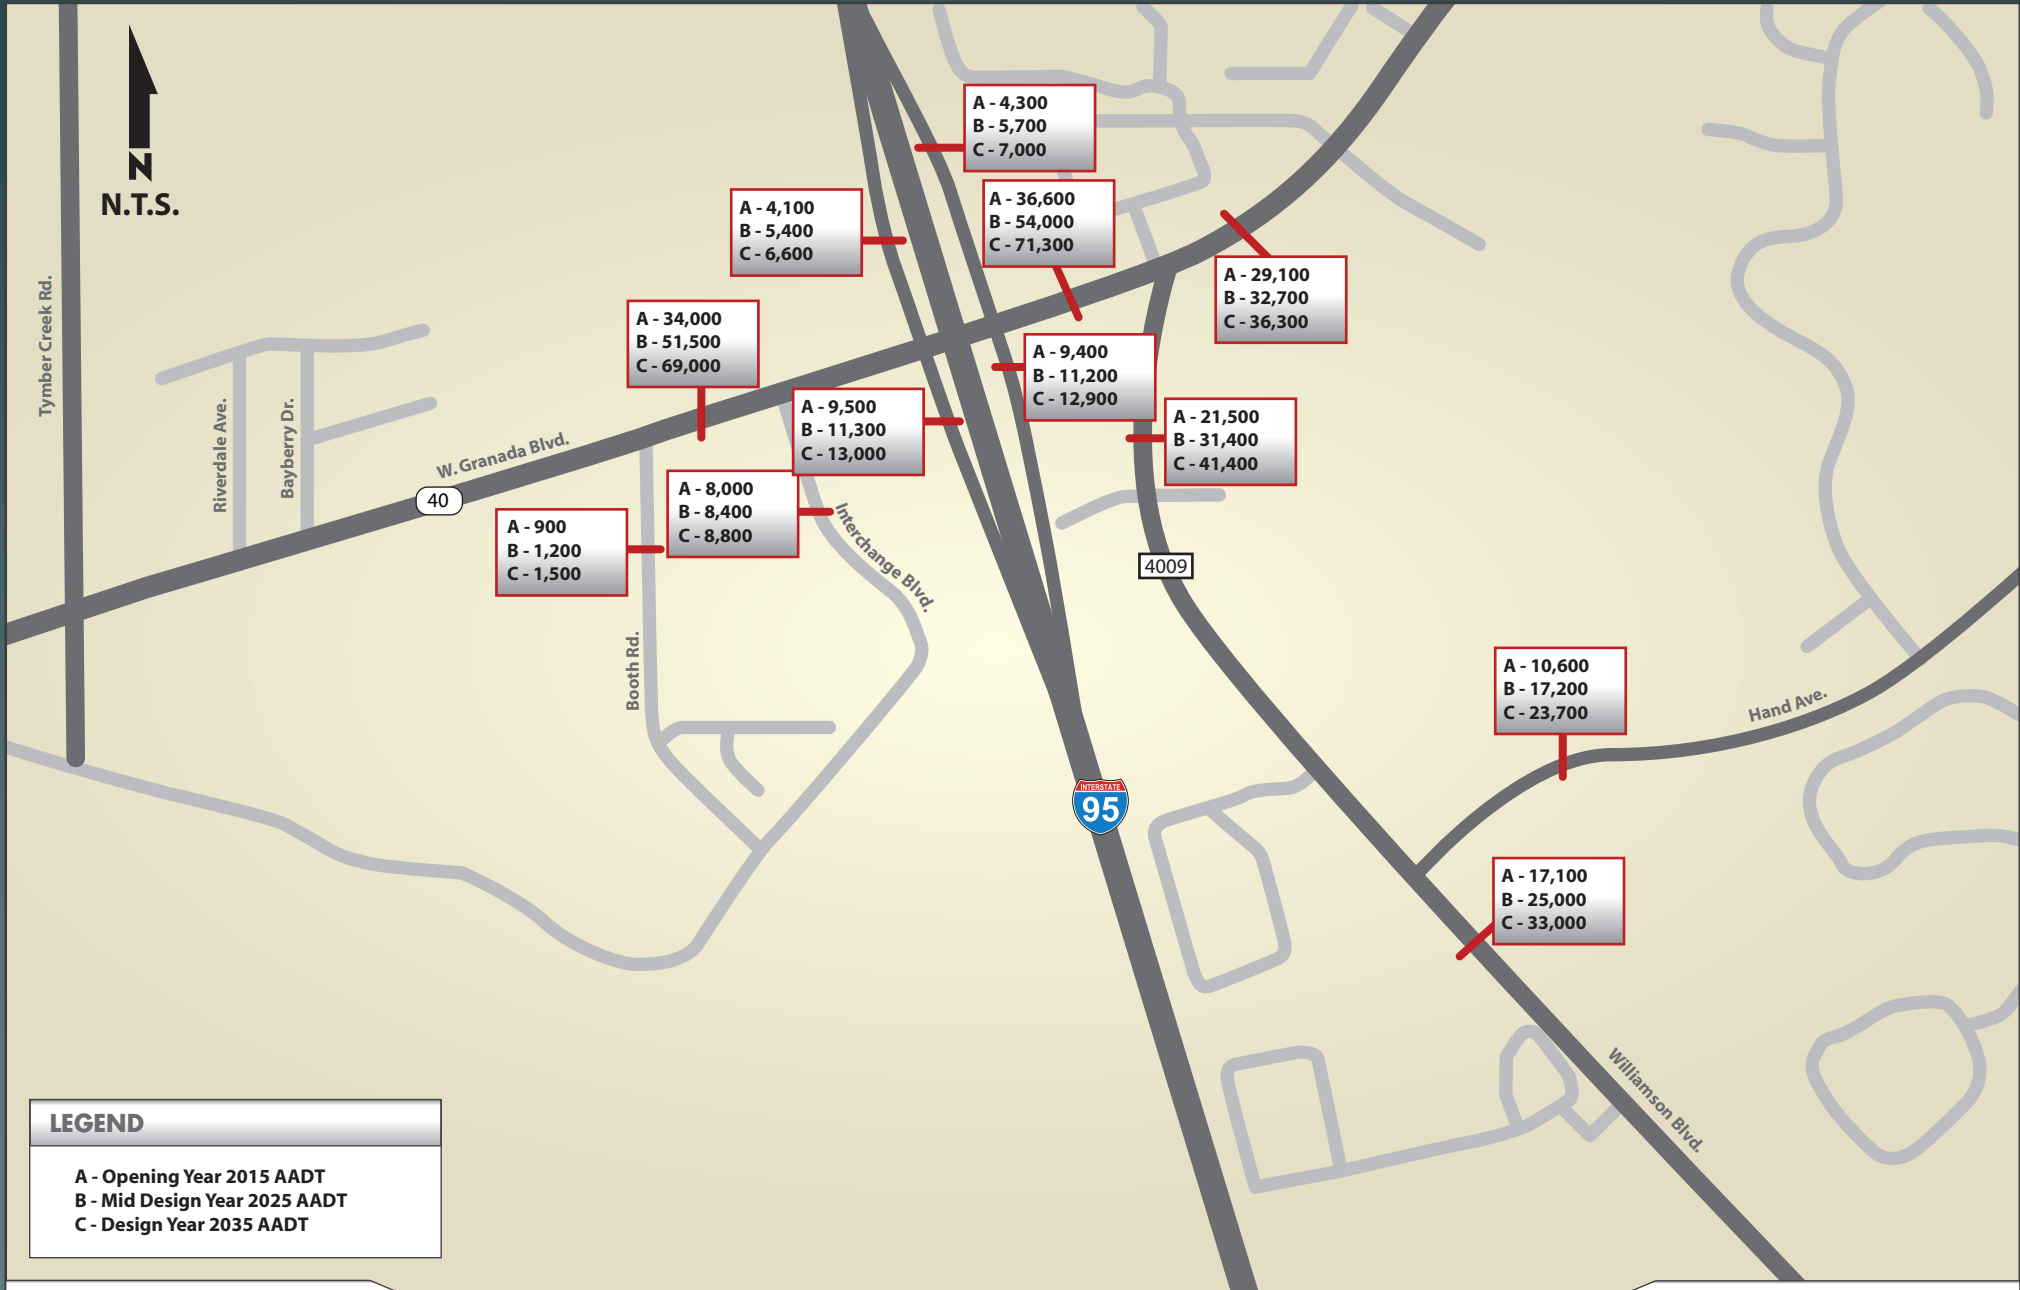 N
N.T.S.
Tymber Creek Rd.
Riverdale Ave.
Bayberry Dr.
W. Granada Blvd.
40
A - 4,300
B - 5,700
C - 7,000
A - 4,100
B - 5,400
C - 6,600
A - 36,600
B - 54,000
C - 71,300
A - 29,100
B - 32,700
C - 36,300
A - 34,000
B - 51,500
C - 69,000
A - 9,400
B - 11,200
C - 12,900
A - 9,500
B - 11,300
C - 13,000
A - 21,500
B - 31,400
C - 41,400
A - 8,000
B - 8,400
C - 8,800
A - 900
B - 1,200
C - 1,500
Interchange Blvd.
Booth Rd.
4009
INTERSTATE
95
A - 10,600
B - 17,200
C - 23,700
Hand Ave.
A - 17,100
B - 25,000
C - 33,000
Williamson Blvd.
LEGEND
A - Opening Year 2015 AADT
B - Mid Design Year 2025 AADT
C - Design Year 2035 AADT